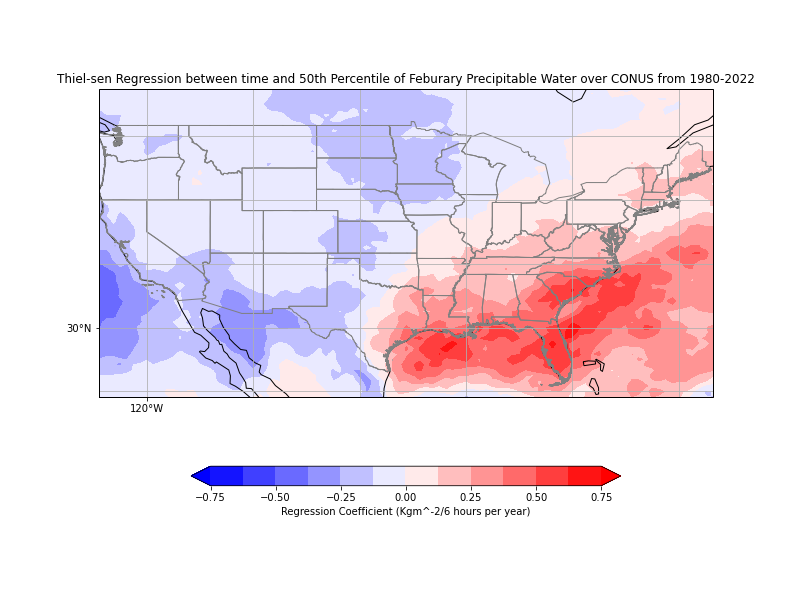 Thiel-sen Regression between time and 50th Percentile of Feburary Precipitable Water over CONUS from 1980-2022
30°N
120°W
−0.75 −0.50 −0.25 0.00 0.25 0.50 0.75
Regression Coefficient (Kgm^-2/6 hours per year)